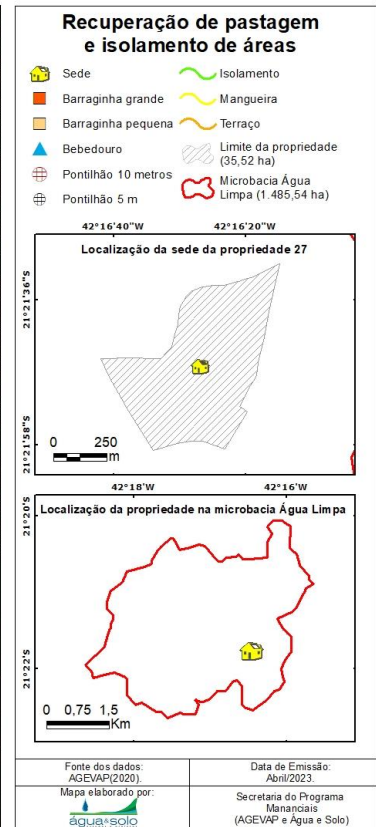 Recuperação de pastagem
e isolamento de áreas
Sede
Isolamento
Barraginha grande
Mangueira
Barraginha pequena
Terraço
Bebedouro
Limite da propriedade
(35,52 ha)
Pontilhão 10 metros
Microbacia Água
Limpa (1.485,54 ha)
Pontilhão 5 m
42°16'40"W
42°16'20"W
Localização da sede da propriedade 27
21°21'36"S
21°21'58"S
0 250
m
42°18'W
42°16'W
Localização da propriedade na microbacia Água Limpa
21°20'S
21°22'S
0 0,75 1,5
Km
Fonte dos dados:
AGEVAP(2020).
Data de Emissão:
Abril/2023.
Mapa elaborado por:
água&solo
Secretaria do Programa
Mananciais
(AGEVAP e Água e Solo)